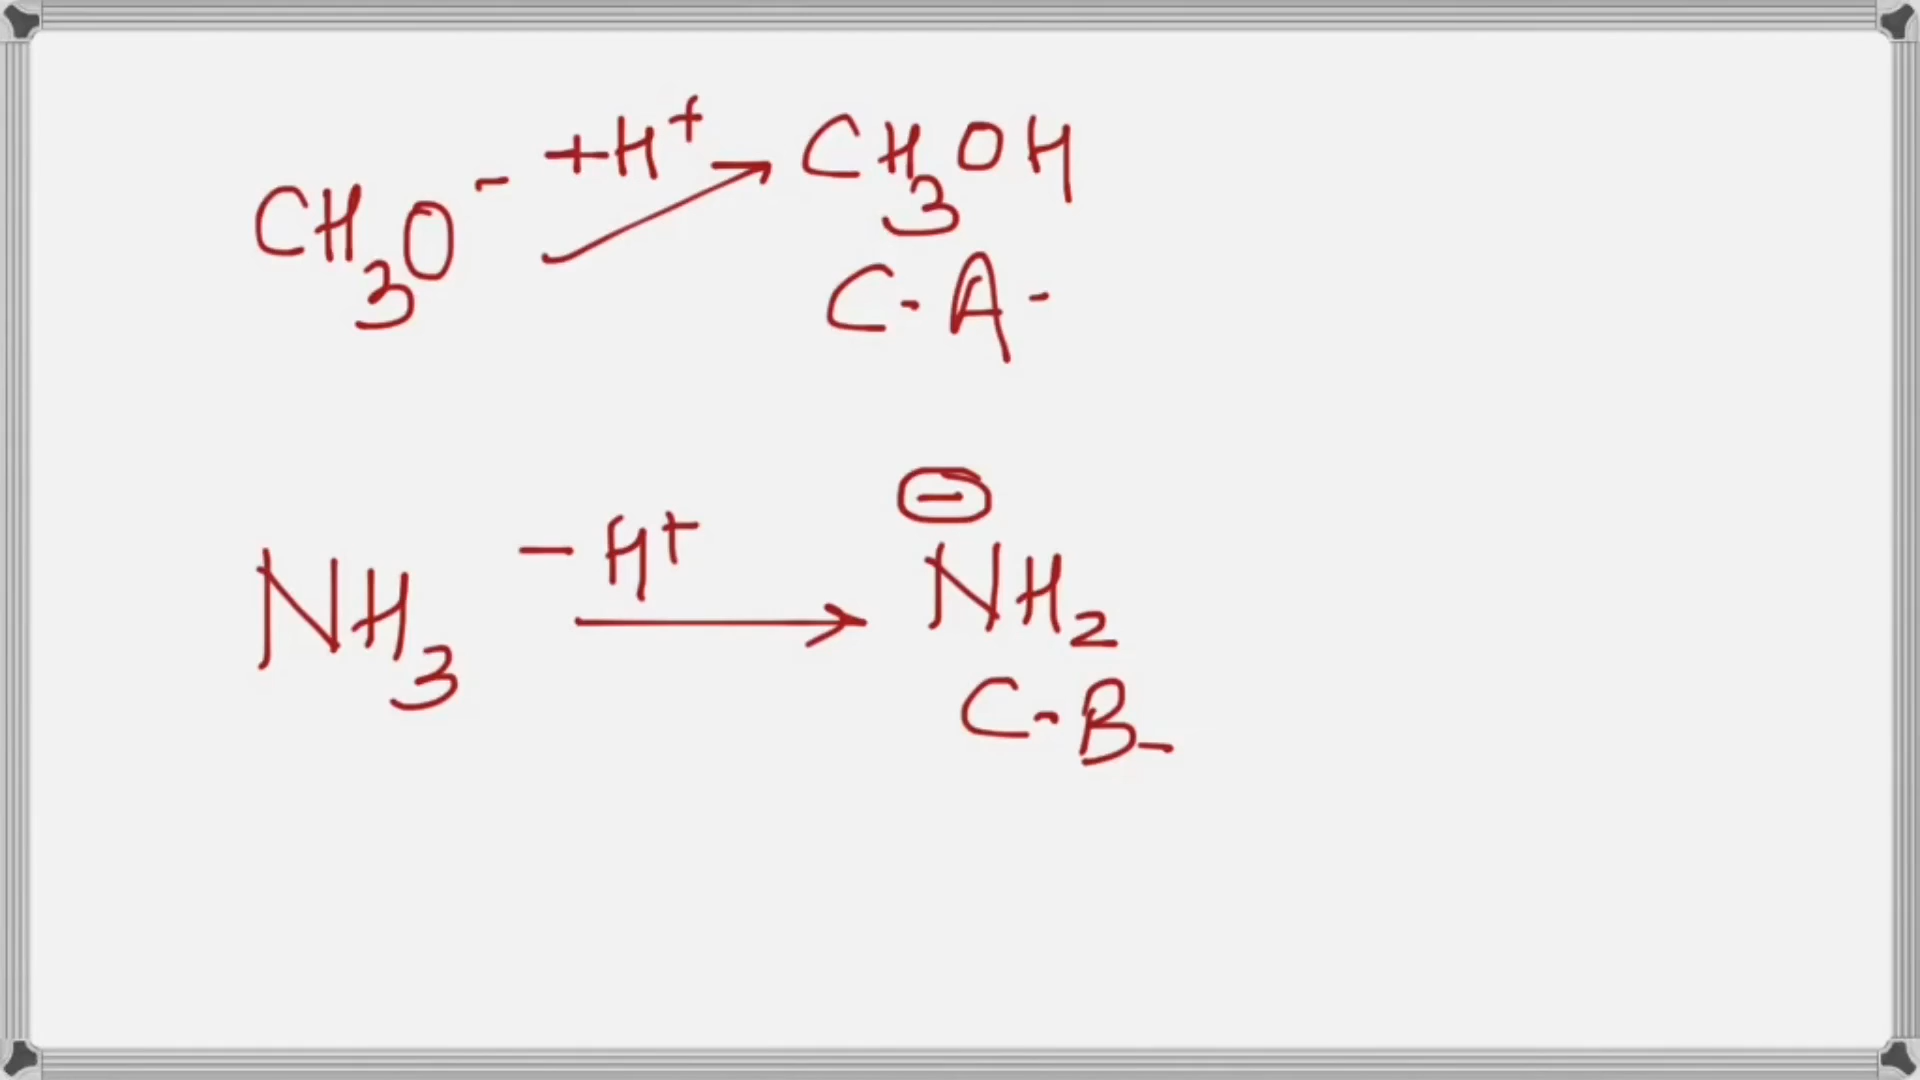 CH₃O⁻ +H⁺ → CH₃OH
C·A·
NH₃ −H⁺ → ⊖NH₂
C·B·